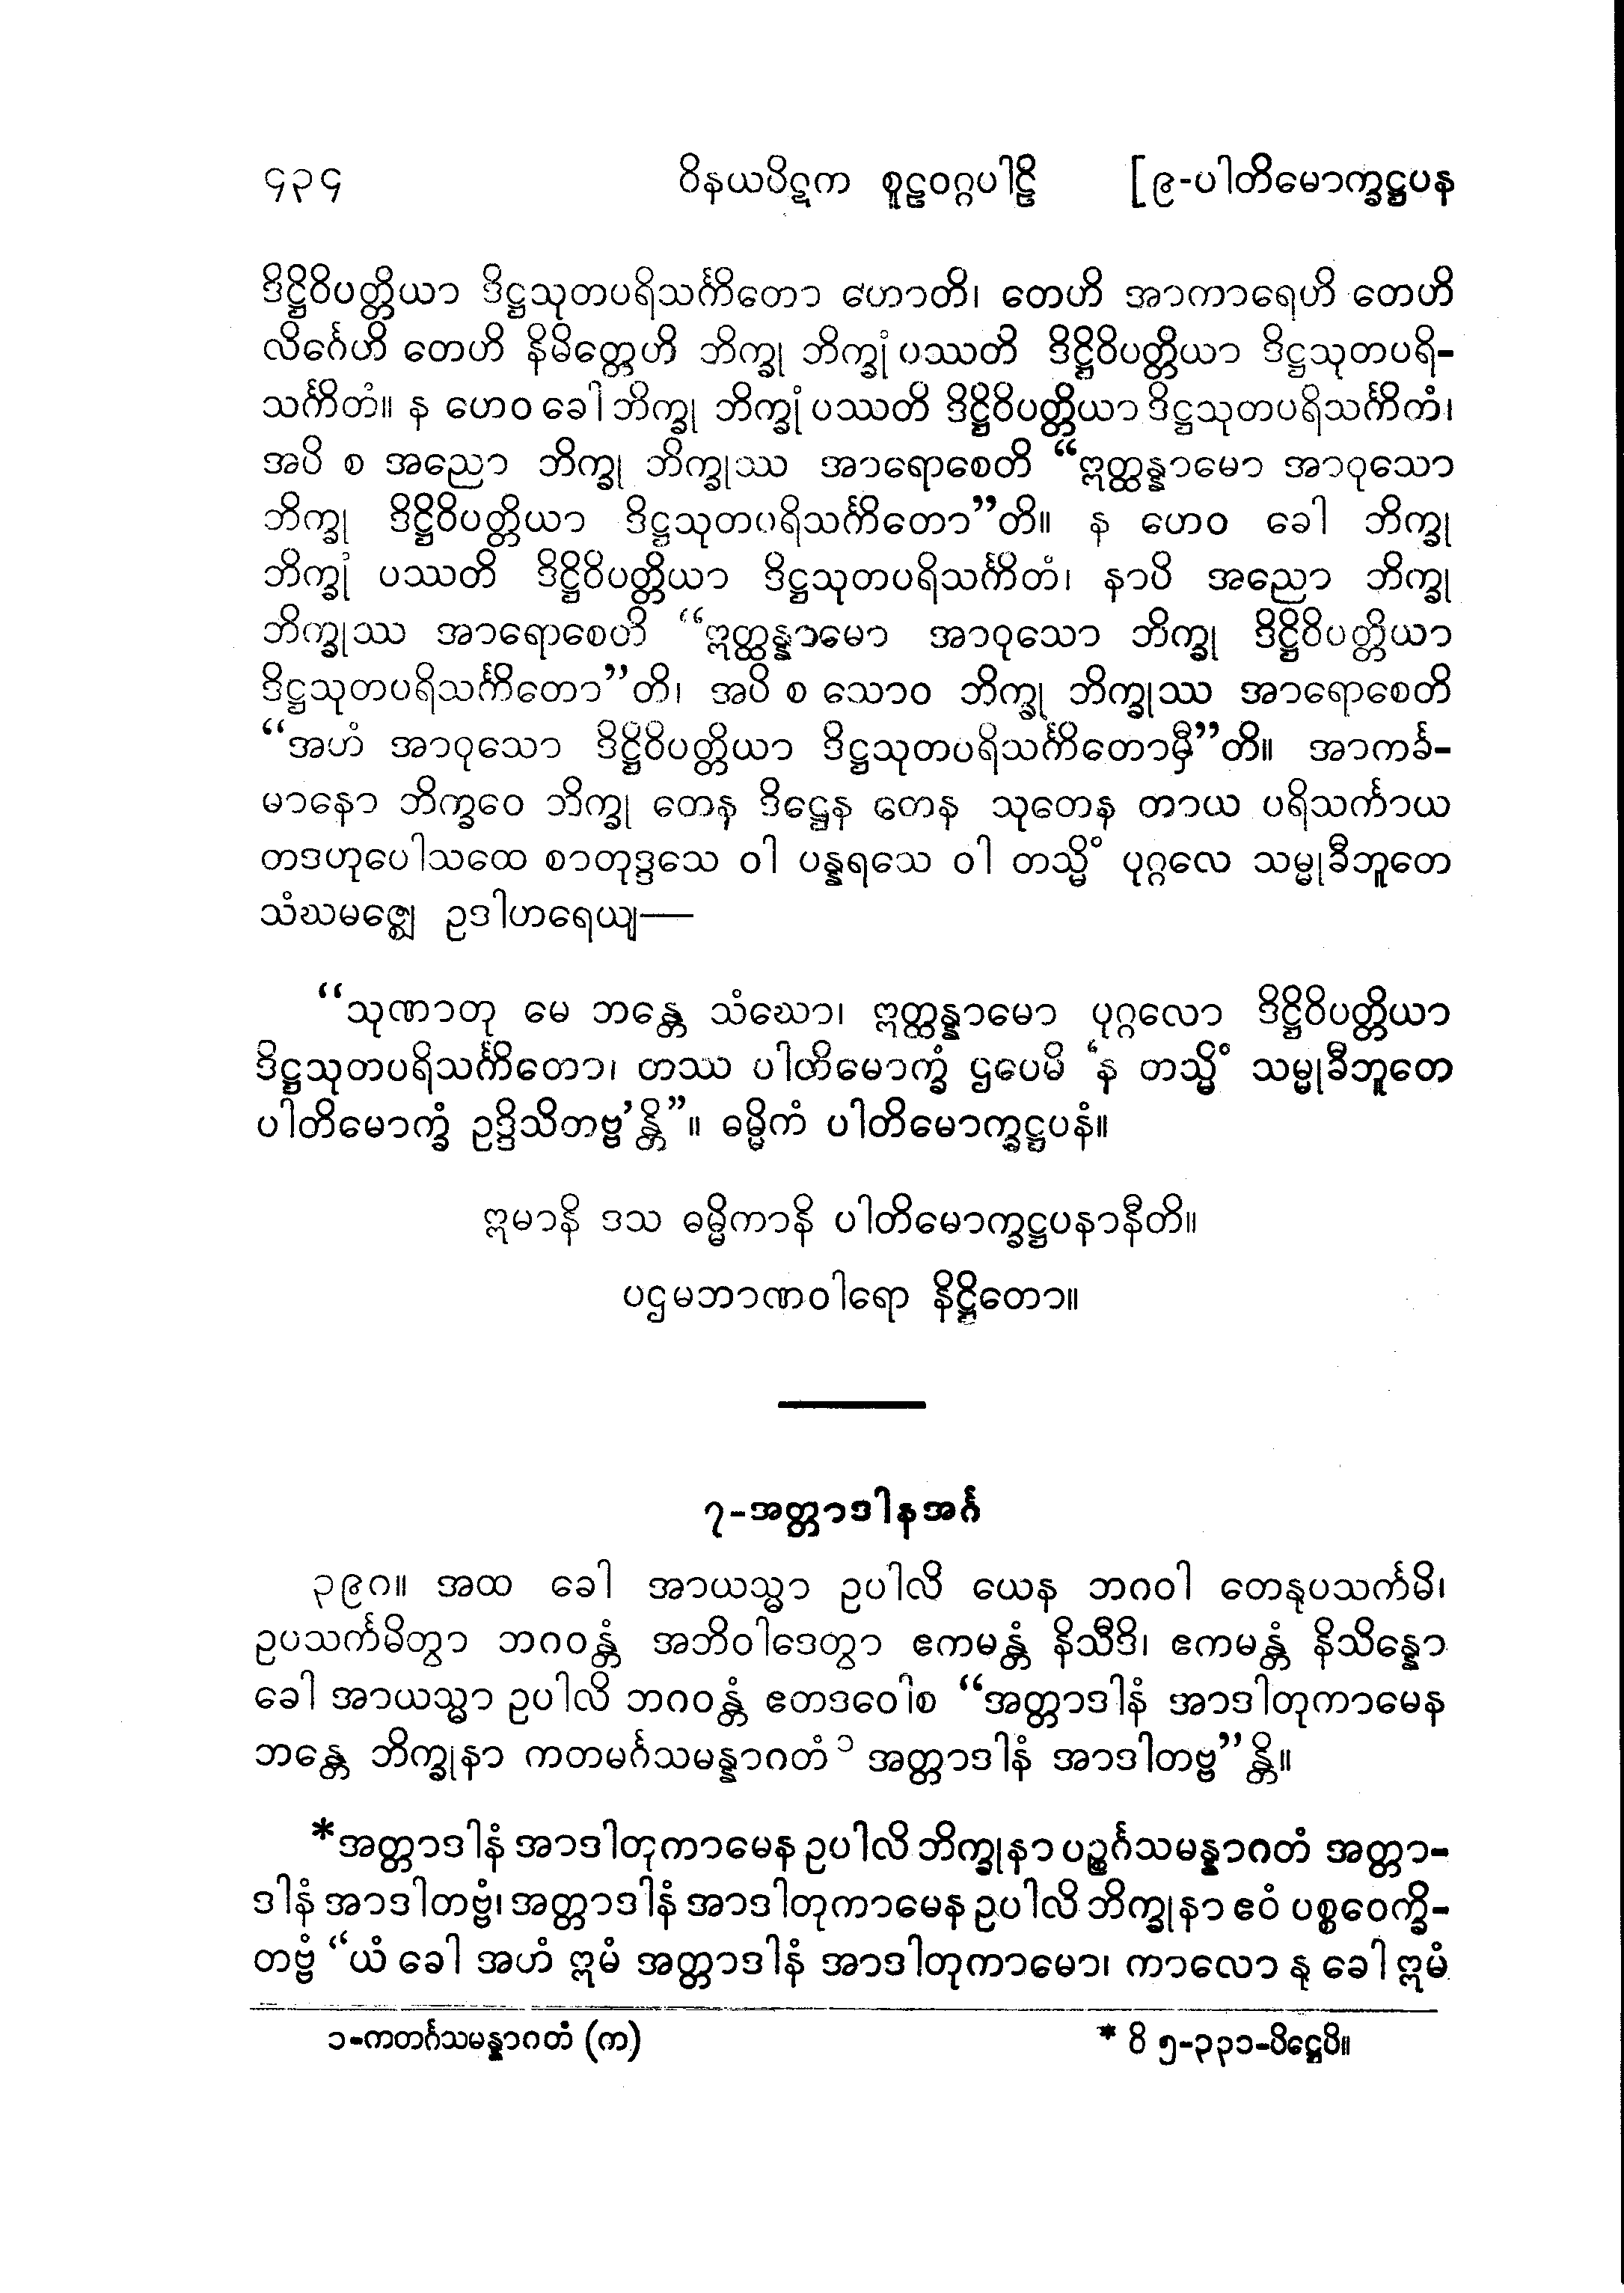 ၄၃၄ ဝိနယပိဋက စူဠဝဂ္ဂပါဠိ [၉-ပါတိမောက္ခဋ္ဌပန
ဒိဋ္ဌိဝိပတ္တိယာ ဒိဋ္ဌသုတပရိသင်္ကိတော ဟောတိ၊ တေဟိ အာကာရေဟိ တေဟိ
လိင်္ဂေဟိ တေဟိ နိမိတ္တေဟိ ဘိက္ခု ဘိက္ခုံ ပဿတိ ဒိဋ္ဌိဝိပတ္တိယာ ဒိဋ္ဌသုတပရိ-
သင်္ကိတံ။ န ဟေဝ ခေါ ဘိက္ခု ဘိက္ခုံ ပဿတိ ဒိဋ္ဌိဝိပတ္တိယာ ဒိဋ္ဌသုတပရိသင်္ကိတံ၊
အပိ စ အညော ဘိက္ခု ဘိက္ခုဿ အာရောစေတိ “ဣတ္ထန္နာမော အာဝုသော
ဘိက္ခု ဒိဋ္ဌိဝိပတ္တိယာ ဒိဋ္ဌသုတပရိသင်္ကိတော”တိ။ န ဟေဝ ခေါ ဘိက္ခု
ဘိက္ခုံ ပဿတိ ဒိဋ္ဌိဝိပတ္တိယာ ဒိဋ္ဌသုတပရိသင်္ကိတံ၊ နာပိ အညော ဘိက္ခု
ဘိက္ခုဿ အာရောစေတိ “ဣတ္ထန္နာမော အာဝုသော ဘိက္ခု ဒိဋ္ဌိဝိပတ္တိယာ
ဒိဋ္ဌသုတပရိသင်္ကိတော”တိ၊ အပိ စ သောဝ ဘိက္ခု ဘိက္ခုဿ အာရောစေတိ
“အဟံ အာဝုသော ဒိဋ္ဌိဝိပတ္တိယာ ဒိဋ္ဌသုတပရိသင်္ကိတောမှီ”တိ။ အာကင်္ခ-
မာနော ဘိက္ခဝေ ဘိက္ခု တေန ဒိဋ္ဌေန တေန သုတေန တာယ ပရိသင်္ကာယ
တဒဟုပေါသထေ စာတုဒ္ဒသေ ဝါ ပန္နရသေ ဝါ တသ္မိံ ပုဂ္ဂလေ သမ္မုခီဘူတေ
သံဃမဇ္ဈေ ဥဒါဟရေယျ—
“သုဏာတု မေ ဘန္တေ သံဃော၊ ဣတ္ထန္နာမော ပုဂ္ဂလော ဒိဋ္ဌိဝိပတ္တိယာ
ဒိဋ္ဌသုတပရိသင်္ကိတော၊ တဿ ပါတိမောက္ခံ ဌပေမိ ‘န တသ္မိံ သမ္မုခီဘူတေ
ပါတိမောက္ခံ ဥဒ္ဒိသိတဗ္ဗ’န္တိ”။ ဓမ္မိကံ ပါတိမောက္ခဋ္ဌပနံ။
ဣမာနိ ဒသ ဓမ္မိကာနိ ပါတိမောက္ခဋ္ဌပနာနီတိ။
ပဌမဘာဏဝါရော နိဋ္ဌိတော။
၇-အတ္တာဒါနအင်္ဂ
၃၉၈။ အထ ခေါ အာယသ္မာ ဥပါလိ ယေန ဘဂဝါ တေနုပသင်္ကမိ၊
ဥပသင်္ကမိတွာ ဘဂဝန္တံ အဘိဝါဒေတွာ ဧကမန္တံ နိသီဒိ၊ ဧကမန္တံ နိသိန္နော
ခေါ အာယသ္မာ ဥပါလိ ဘဂဝန္တံ ဧတဒဝေါစ “အတ္တာဒါနံ အာဒါတုကာမေန
ဘန္တေ ဘိက္ခုနာ ကတမင်္ဂသမန္နာဂတံ ၁ အတ္တာဒါနံ အာဒါတဗ္ဗ”န္တိ။
*အတ္တာဒါနံ အာဒါတုကာမေန ဥပါလိ ဘိက္ခုနာ ပဉ္စင်္ဂသမန္နာဂတံ အတ္တာ-
ဒါနံ အာဒါတဗ္ဗံ၊ အတ္တာဒါနံ အာဒါတုကာမေန ဥပါလိ ဘိက္ခုနာ ဧဝံ ပစ္စဝေက္ခိ-
တဗ္ဗံ “ယံ ခေါ အဟံ ဣမံ အတ္တာဒါနံ အာဒါတုကာမော၊ ကာလော နု ခေါ ဣမံ
၁-ကတင်္ဂသမန္နာဂတံ (က) * ဝိ ၅-၃၃၁-ပိဋ္ဌေပိ။